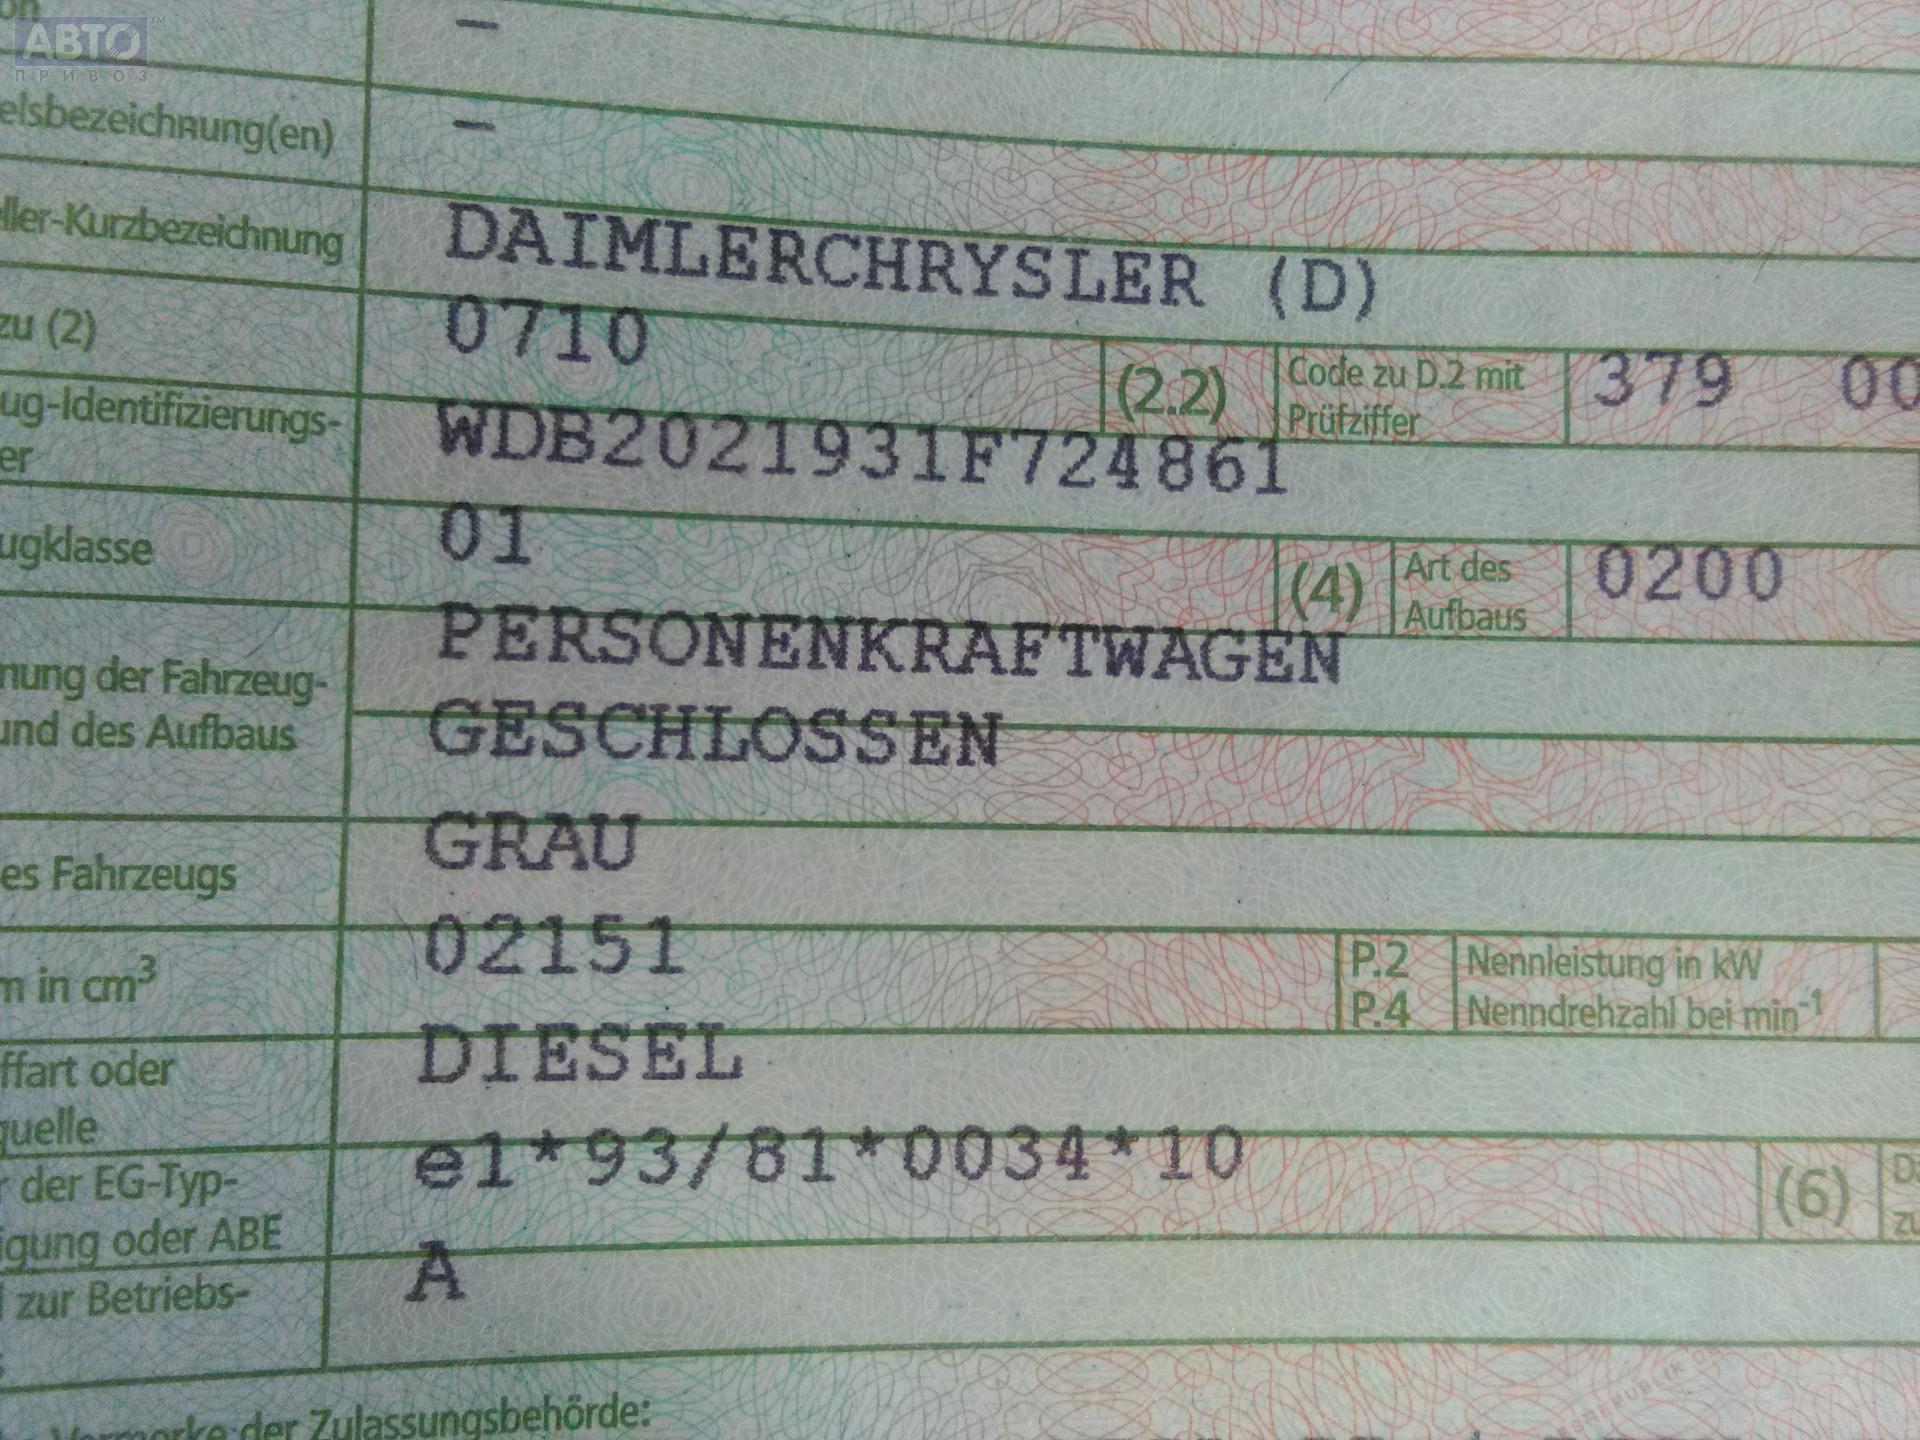 АВТО™
ПРИВОЗ
–
elsbezeichnung(en) –
ller-Kurzbezeichnung DAIMLERCHRYSLER (D)
zu (2) 0710 (2.2) Code zu D.2 mit Prüfziffer 379 00
ug-Identifizierungs-
er WDB2021931F724861
ugklasse 01 (4) Art des Aufbaus 0200
nung der Fahrzeug- PERSONENKRAFTWAGEN
und des Aufbaus GESCHLOSSEN
es Fahrzeugs GRAU
m in cm³ 02151 P.2 Nennleistung in kW
P.4 Nenndrehzahl bei min⁻¹
ffart oder DIESEL
quelle
r der EG-Typ- e1*93/81*0034*10 (6)
igung oder ABE
zur Betriebs- A
Vermerke der Zulassungsbehörde: